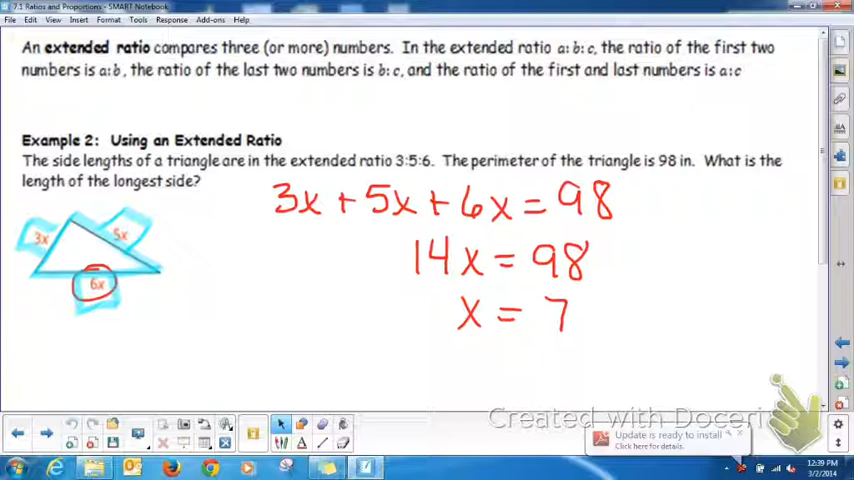 7.1 Ratios and Proportions - SMART Notebook
File Edit View Insert Format Tools Response Add-ons Help
An extended ratio compares three (or more) numbers. In the extended ratio a:b:c, the ratio of the first two
numbers is a:b, the ratio of the last two numbers is b:c, and the ratio of the first and last numbers is a:c
Example 2: Using an Extended Ratio
The side lengths of a triangle are in the extended ratio 3:5:6. The perimeter of the triangle is 98 in. What is the
length of the longest side?
3x + 5x + 6x = 98
3x 5x
14x = 98
6x
x = 7
Created with Doceri
Update is ready to install
Click here for details.
12:39 PM
3/2/2014